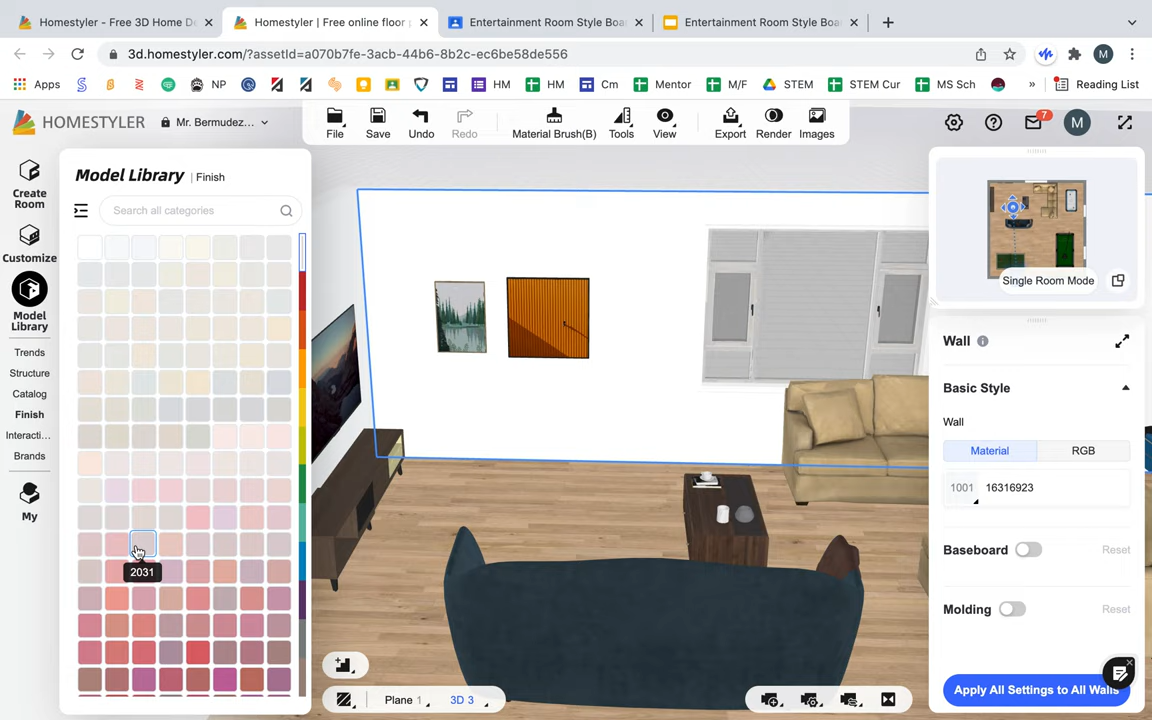 Homestyler - Free 3D Home De
Homestyler | Free online floor
Entertainment Room Style Boa
Entertainment Room Style Boa
3d.homestyler.com/?assetId=a070b7fe-3acb-44b6-8b2c-ec6be58de556
M
Apps
NP
HM
HM
Cm
Mentor
M/F
STEM
STEM Cur
MS Sch
»
Reading List
HOMESTYLER
Mr. Bermudez...
File
Save
Undo
Redo
Material Brush(B)
Tools
View
Export
Render
Images
7
M
Create Room
Customize
Model Library
Trends
Structure
Catalog
Finish
Interacti...
Brands
My
Model Library | Finish
Search all categories
2031
Single Room Mode
Wall
Basic Style
Wall
Material
RGB
1001
16316923
Baseboard
Reset
Molding
Reset
Apply All Settings to All Walls
Plane 1
3D 3